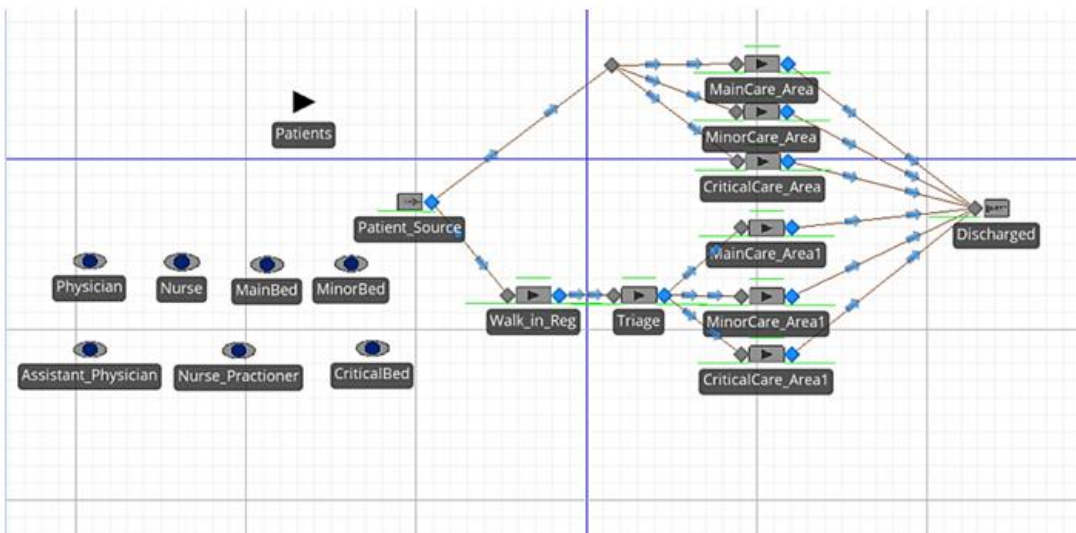 MainCare_Area
Patients
MinorCare_Area
CriticalCare_Area
Patient_Source
MainCare_Area1
Discharged
Physician
Nurse
MainBed
MinorBed
Walk_in_Reg
Triage
MinorCare_Area1
Assistant_Physician
Nurse_Practioner
CriticalBed
CriticalCare_Area1